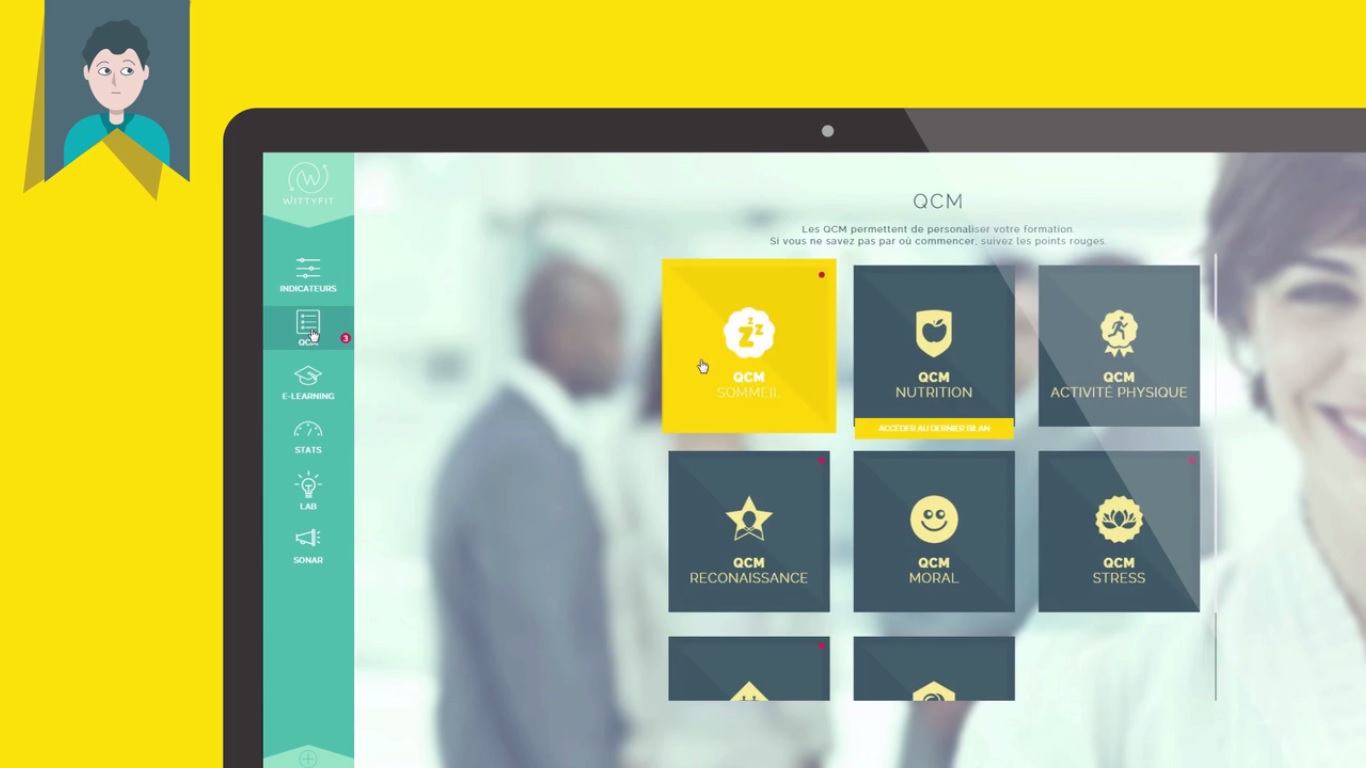 WITTYFIT
INDICATEURS
3
E-LEARNING
STATS
LAB
SONAR
QCM
Les QCM permettent de personaliser votre formation.
Si vous ne savez pas par où commencer, suivez les points rouges.
QCM
SOMMEIL
QCM
NUTRITION
ACCÉDER AU DERNIER BILAN
QCM
ACTIVITÉ PHYSIQUE
QCM
RECONAISSANCE
QCM
MORAL
QCM
STRESS